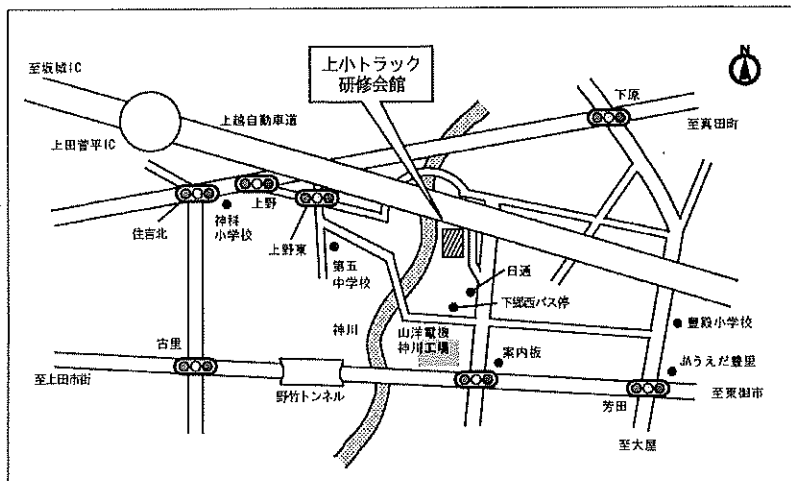 至坂城IC
上小トラック
研修会館
N
下原
至真田町
上越自動車道
上田菅平IC
上野
住吉北
神科
小学校
上野東
第五
中学校
日通
下郷西バス停
神川
山洋電機
神川工場
豊殿小学校
古里
案内板
JAうえだ豊里
至上田市街
野竹トンネル
芳田
至東御市
至大屋